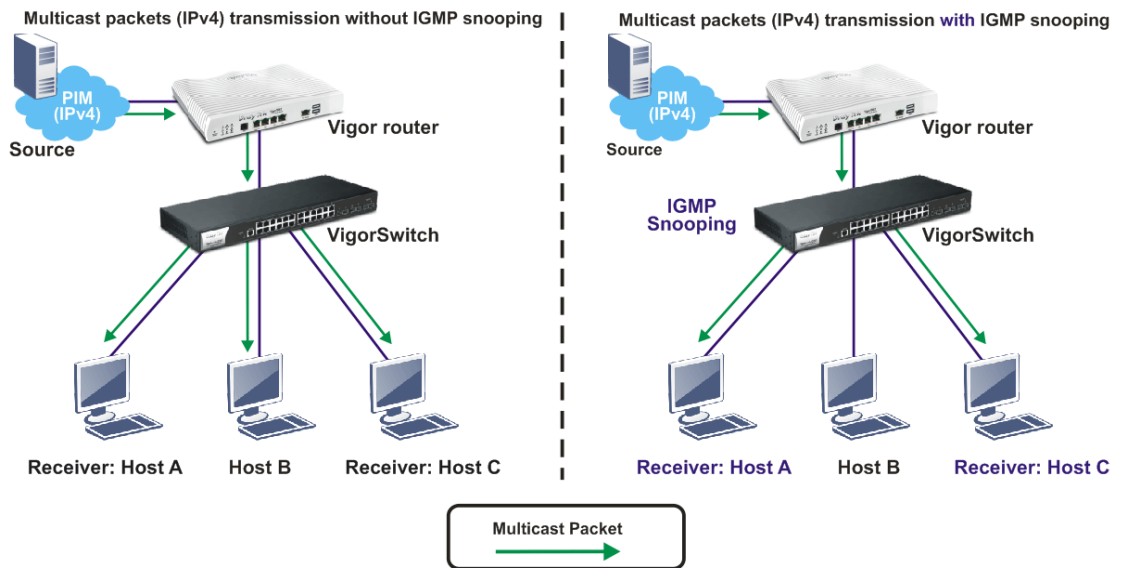 Multicast packets (IPv4) transmission without IGMP snooping
PIM
(IPv4)
Source
Vigor router
VigorSwitch
Receiver: Host A
Host B
Receiver: Host C
Multicast packets (IPv4) transmission with IGMP snooping
PIM
(IPv4)
Source
Vigor router
IGMP
Snooping
VigorSwitch
Receiver: Host A
Host B
Receiver: Host C
Multicast Packet